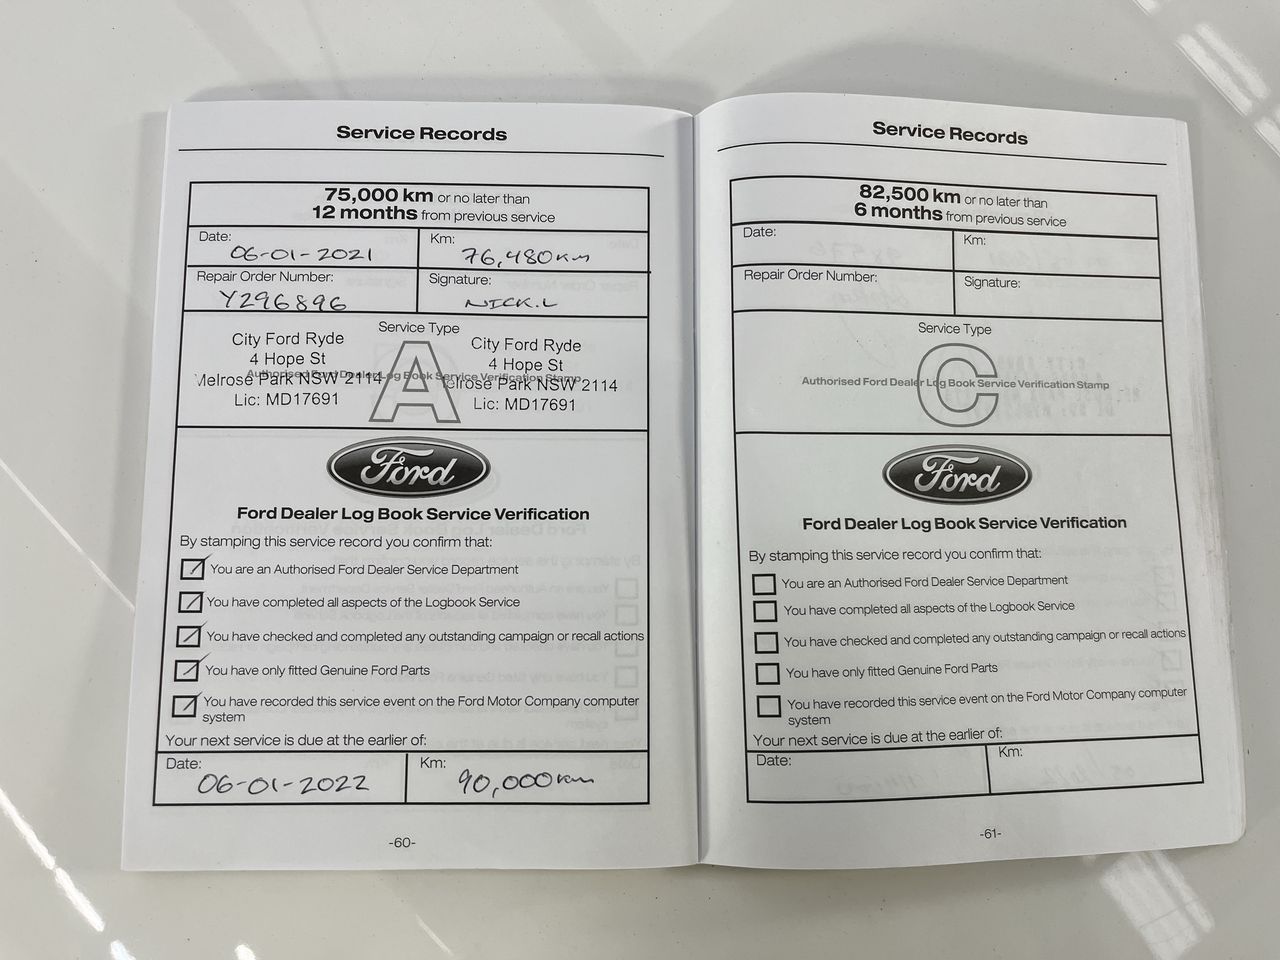 Service Records
75,000 km or no later than
12 months from previous service
Date: Km:
06-01-2021 76,480km
Repair Order Number: Signature:
Y296896 NICK.L
Service Type
City Ford Ryde City Ford Ryde
4 Hope St 4 Hope St
Authorised Ford Dealer Log Book Service Verification Stamp
Melrose Park NSW 2114 Melrose Park NSW 2114
Lic: MD17691 Lic: MD17691
A
Ford
Ford Dealer Log Book Service Verification
By stamping this service record you confirm that:
You are an Authorised Ford Dealer Service Department
You have completed all aspects of the Logbook Service
You have checked and completed any outstanding campaign or recall actions
You have only fitted Genuine Ford Parts
You have recorded this service event on the Ford Motor Company computer
system
Your next service is due at the earlier of:
Date: Km:
06-01-2022 90,000km
-60-
Service Records
82,500 km or no later than
6 months from previous service
Date: Km:
Repair Order Number: Signature:
Service Type
C
Authorised Ford Dealer Log Book Service Verification Stamp
Ford
Ford Dealer Log Book Service Verification
By stamping this service record you confirm that:
You are an Authorised Ford Dealer Service Department
You have completed all aspects of the Logbook Service
You have checked and completed any outstanding campaign or recall actions
You have only fitted Genuine Ford Parts
You have recorded this service event on the Ford Motor Company computer
system
Your next service is due at the earlier of:
Date: Km:
-61-